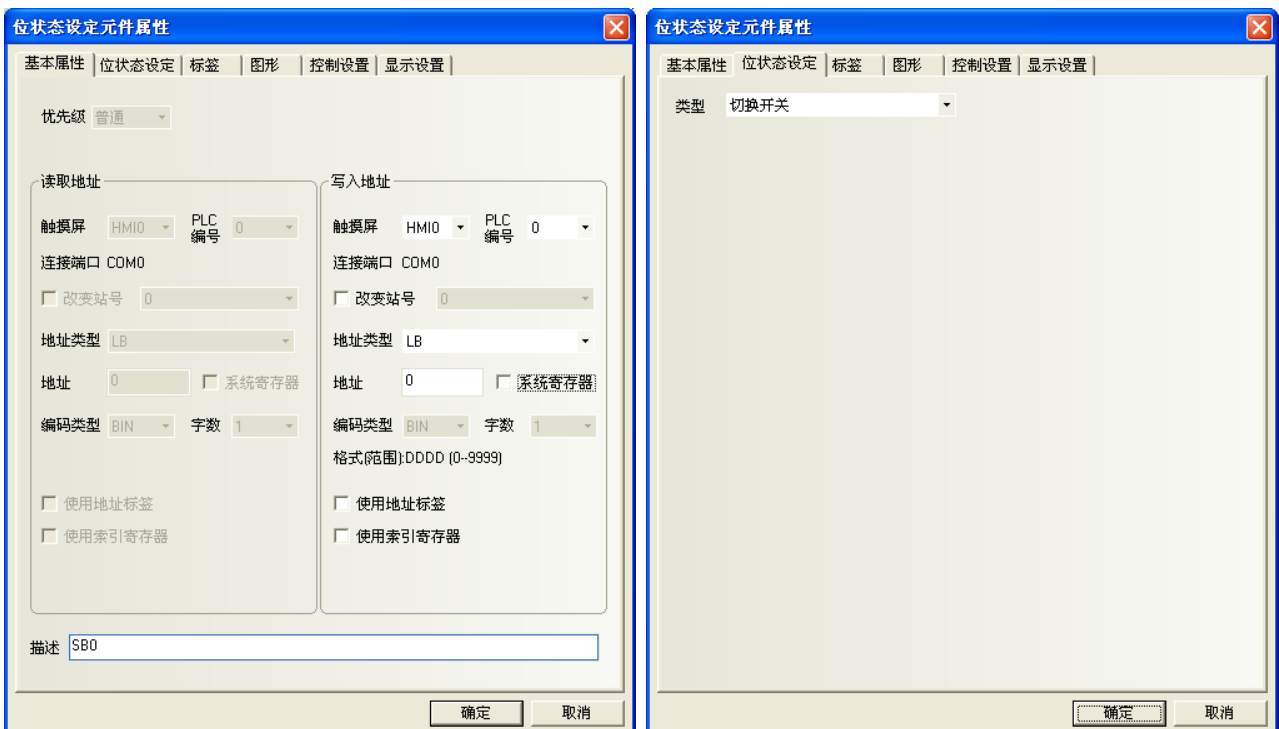 位状态设定元件属性
基本属性 位状态设定 标签 图形 控制设置 显示设置
优先级 普通
读取地址
触摸屏 HMI0 PLC编号 0
连接端口 COM0
改变站号 0
地址类型 LB
地址 0 系统寄存器
编码类型 BIN 字数 1
使用地址标签
使用索引寄存器
写入地址
触摸屏 HMI0 PLC编号 0
连接端口 COM0
改变站号 0
地址类型 LB
地址 0 系统寄存器
编码类型 BIN 字数 1
格式(范围):DDDD (0--9999)
使用地址标签
使用索引寄存器
描述 SB0
确定 取消
位状态设定元件属性
基本属性 位状态设定 标签 图形 控制设置 显示设置
类型 切换开关
确定 取消